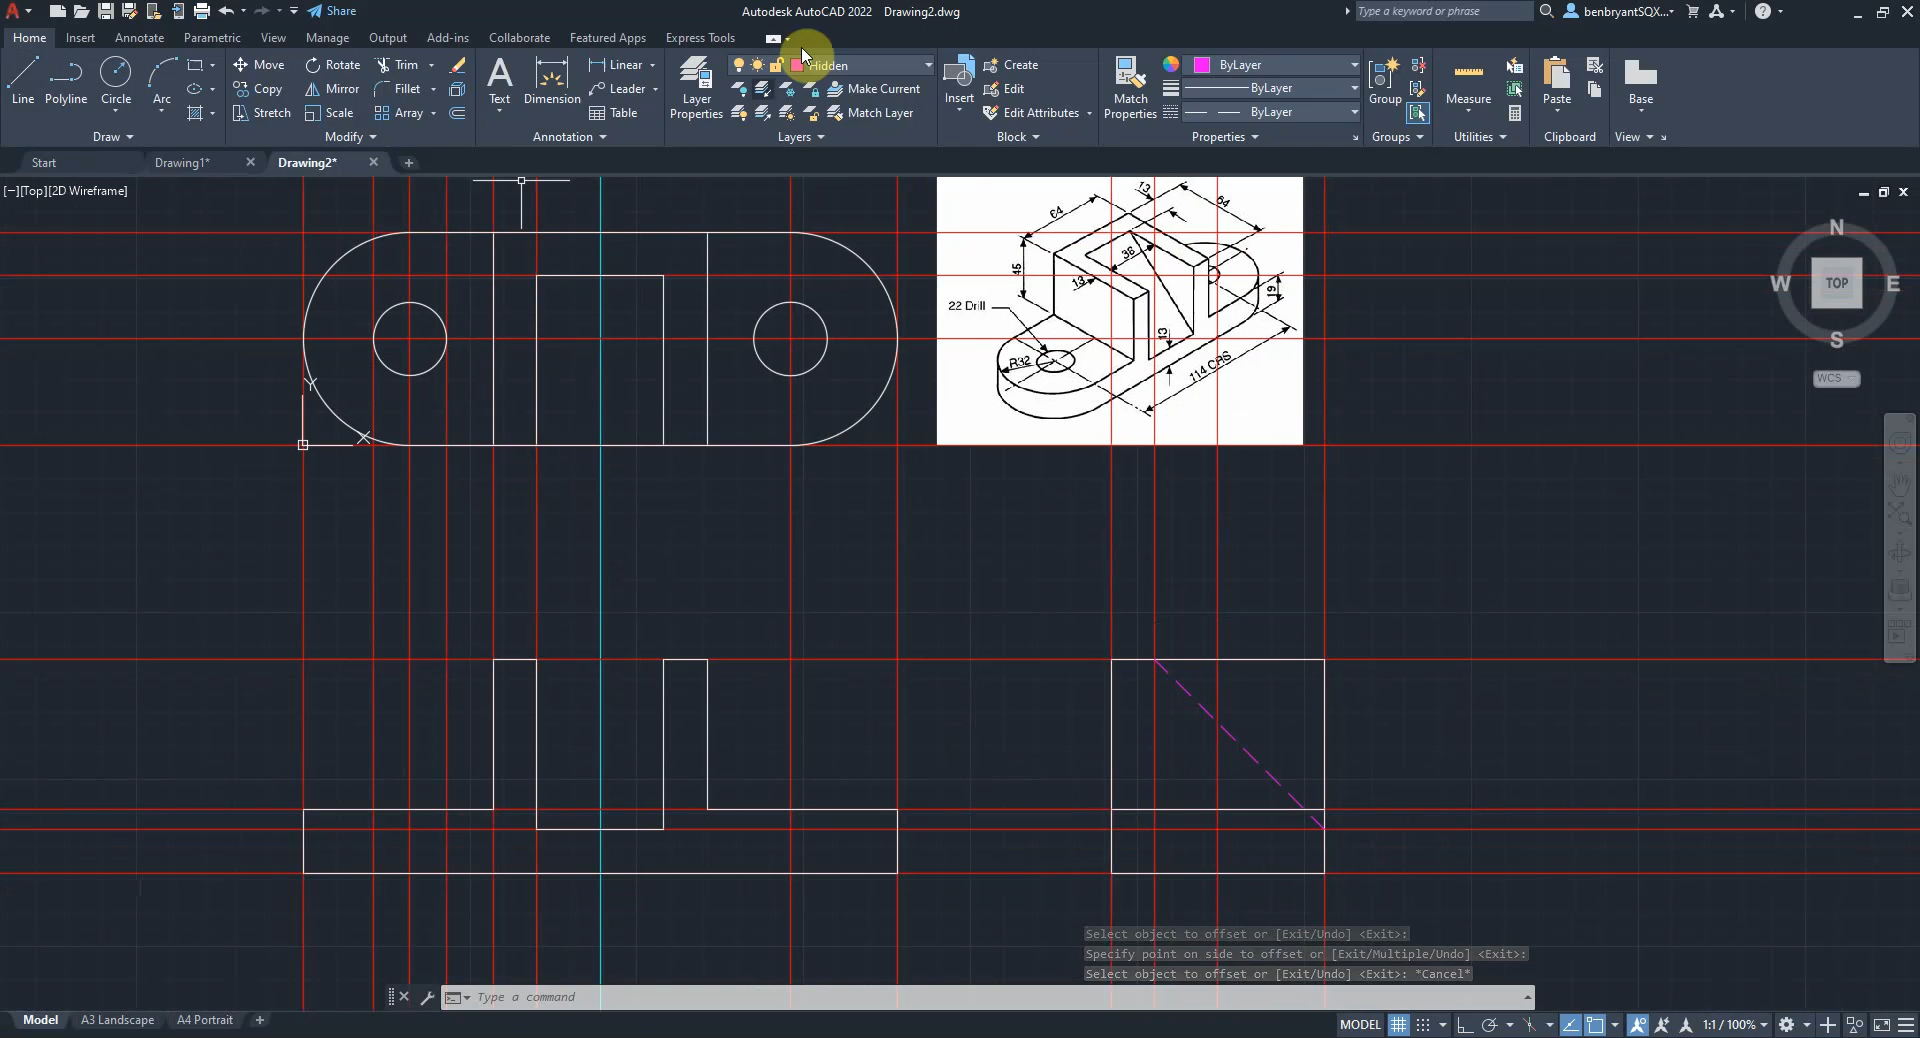 Share
Autodesk AutoCAD 2022 Drawing2.dwg
Type a keyword or phrase
benbryantSQX...
Home Insert Annotate Parametric View Manage Output Add-ins Collaborate Featured Apps Express Tools
Line Polyline Circle Arc
Move Rotate Trim
Copy Mirror Fillet
Stretch Scale Array
Text Dimension
Linear
Leader
Table
Layer
Properties
Hidden
Make Current
Match Layer
Insert
Create
Edit
Edit Attributes
Match
Properties
ByLayer
ByLayer
ByLayer
Group
Measure
Paste
Base
Draw Modify Annotation Layers Block Properties Groups Utilities Clipboard View
Start Drawing1* Drawing2*
[−][Top][2D Wireframe]
13
64
64
38
45
13
19
22 Drill
13
R32
114 CRS
N
W TOP E
S
WCS
Y
X
Select object to offset or [Exit/Undo] <Exit>:
Specify point on side to offset or [Exit/Multiple/Undo] <Exit>:
Select object to offset or [Exit/Undo] <Exit>: *Cancel*
Type a command
Model A3 Landscape A4 Portrait
MODEL
1:1 / 100%